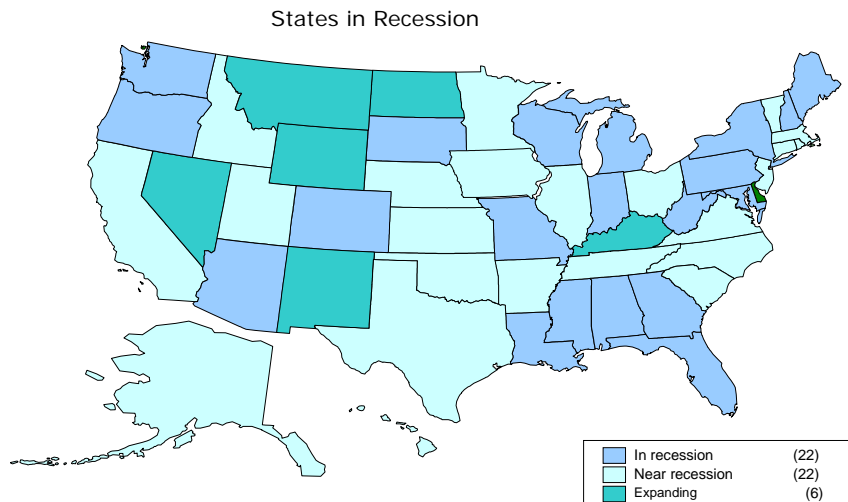 States in Recession
In recession (22)
Near recession (22)
Expanding (6)